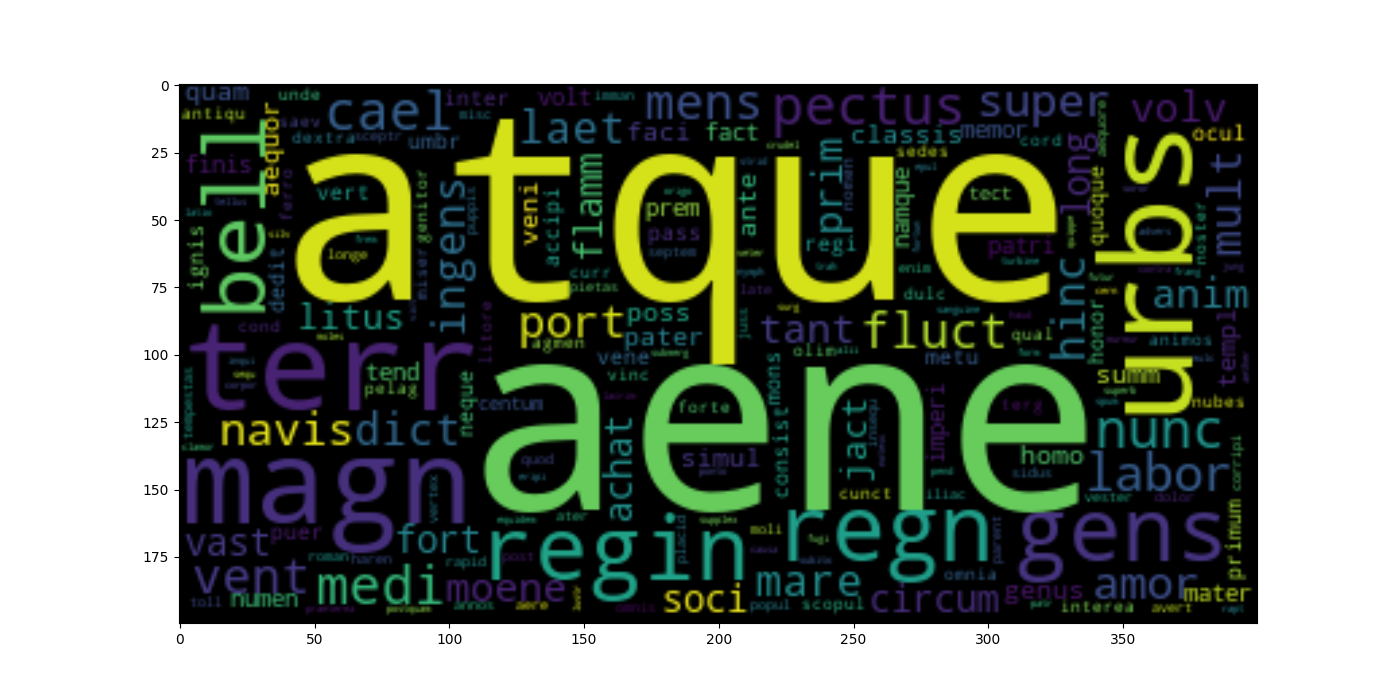 0
25
50
75
100
125
150
175
0 50 100 150 200 250 300 350
quam
unde
cael
inter
volt
imman
mens
pectus
super
volv
antiqu
saev
misc
dextra
sceptr
umbr
laet
faci
fact
classis
memor
cord
ocul
aequor
bell
finis
ferro
vert
genitor
ingens
puppis
atque
veni
accipi
flamm
prem
pass
septem
ante
prim
nomen
regi
namque
sedes
tect
patri
long
quoque
aequore
urbs
mult
noster
ignis
dedit
longe
miser
curr
pietas
late
enim
dulc
hinc
anim
litus
port
poss
pater
agmen
tant
fluct
qual
honor
animos
templ
cond
litore
terr
tend
pelag
neque
vene
vinc
olim
metu
mons
juss
summ
nubes
tempestas
navis
dict
centum
aene
forte
simul
achat
consist
jact
imperi
terg
homo
sidus
nunc
labor
corripi
magn
vertex
quod
cunct
iliac
vester
dolor
vast
puer
fort
regin
placid
moli
regn
parent
gens
primum
roman
haren
rapid
post
ater
vent
medi
moene
mare
omnia
genus
amor
mater
toll
numen
annos
aere
soci
popul
scopul
circum
interea
avert